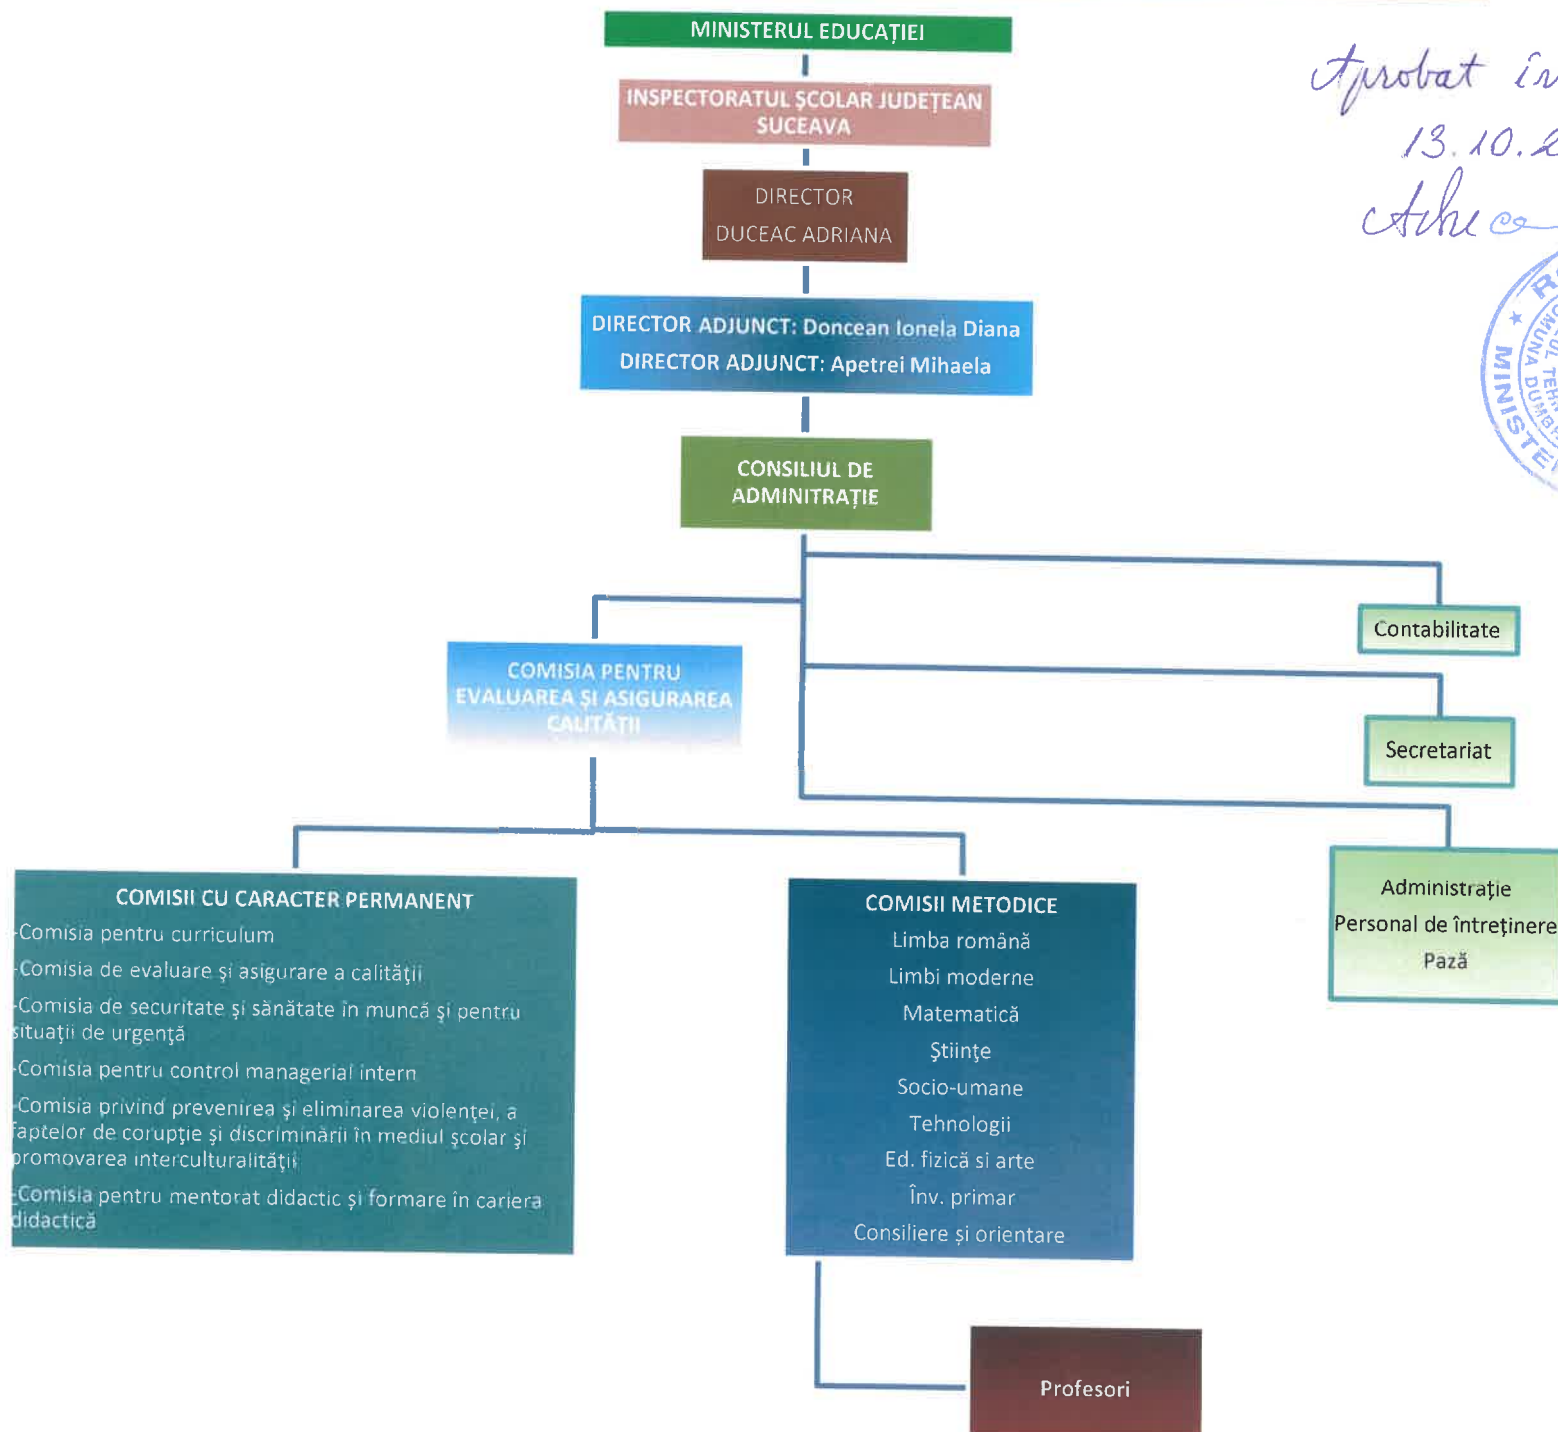 MINISTERUL EDUCAȚIEI
INSPECTORATUL ȘCOLAR JUDEȚEAN
SUCEAVA
DIRECTOR
DUCEAC ADRIANA
DIRECTOR ADJUNCT: Doncean Ionela Diana
DIRECTOR ADJUNCT: Apetrei Mihaela
CONSILIUL DE
ADMINITRAȚIE
Aprobat în
13.10.2
MINISTE
Contabilitate
COMISIA PENTRU
EVALUAREA ȘI ASIGURAREA
CALITĂȚII
Secretariat
Administrație
Personal de întreținere
Pază
COMISII CU CARACTER PERMANENT
-Comisia pentru curriculum
-Comisia de evaluare și asigurare a calității
-Comisia de securitate și sănătate în muncă și pentru
situații de urgență
-Comisia pentru control managerial intern
-Comisia privind prevenirea și eliminarea violenței, a
faptelor de corupție și discriminării în mediul școlar și
promovarea interculturalității
-Comisia pentru mentorat didactic și formare în cariera
didactică
COMISII METODICE
Limba română
Limbi moderne
Matematică
Științe
Socio-umane
Tehnologii
Ed. fizică si arte
Înv. primar
Consiliere și orientare
Profesori